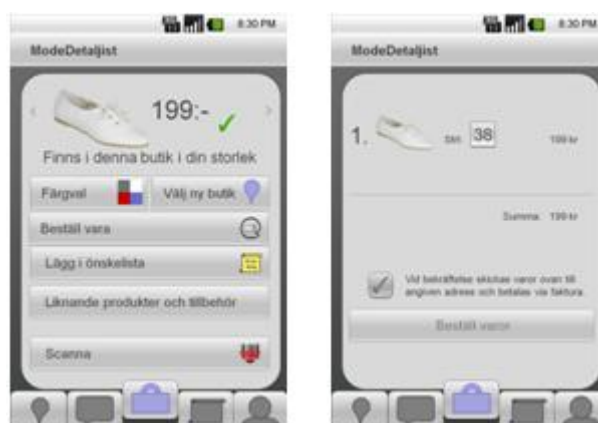 8:30 PM
ModeDetaljist
199:-
Finns i denna butik i din storlek
Färgval
Välj ny butik
Beställ vara
Lägg i önskelista
Liknande produkter och tillbehör
Scanna
8:30 PM
ModeDetaljist
1.
38
199 kr
Summa: 199 kr
Vid bekräftelse skickas varor ovan till
angiven adress och betalas via faktura.
Beställ varor